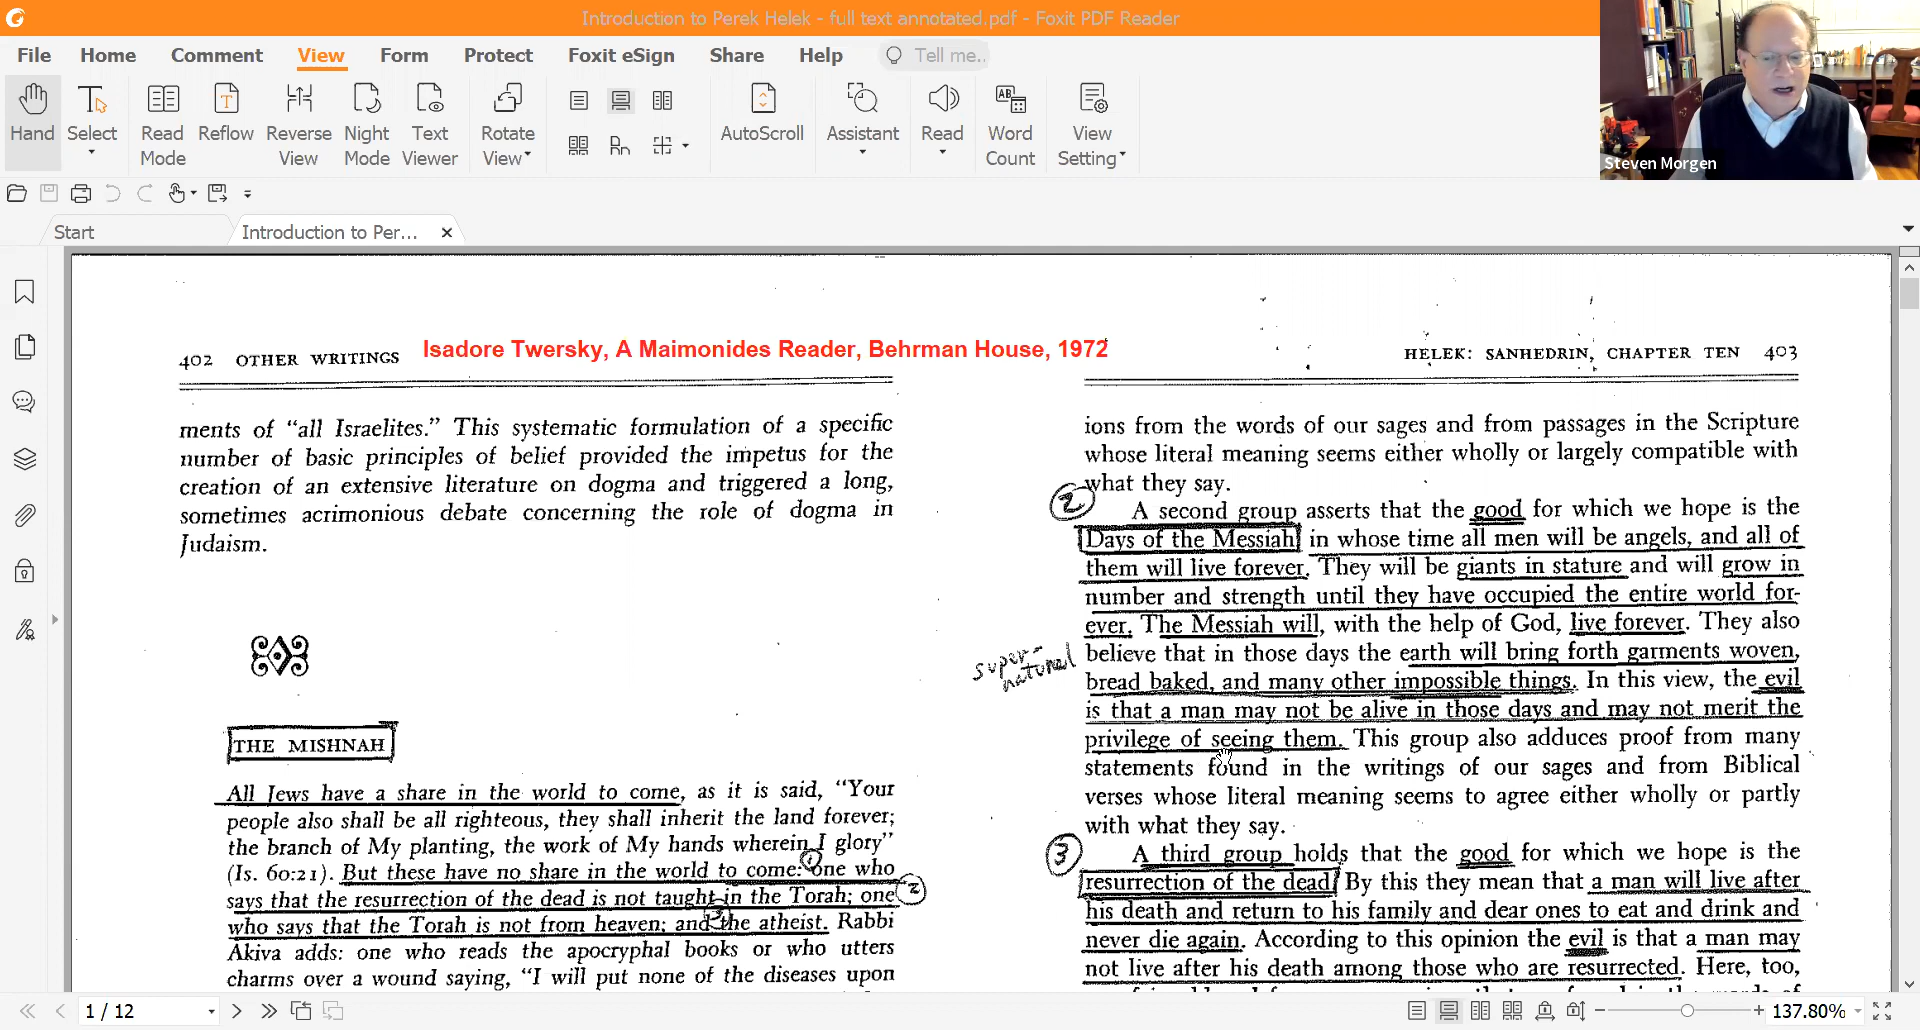 Introduction to Perek Helek - full text annotated.pdf - Foxit PDF Reader
File Home Comment View Form Protect Foxit eSign Share Help Tell me..
Hand Select Read Mode Reflow Reverse View Night Mode Text Viewer Rotate View AutoScroll Assistant Read Word Count View Setting
Steven Morgen
Start Introduction to Per...
402 OTHER WRITINGS
Isadore Twersky, A Maimonides Reader, Behrman House, 1972
ments of “all Israelites.” This systematic formulation of a specific
number of basic principles of belief provided the impetus for the
creation of an extensive literature on dogma and triggered a long,
sometimes acrimonious debate concerning the role of dogma in
Judaism.
THE MISHNAH
All Jews have a share in the world to come, as it is said, “Your
people also shall be all righteous, they shall inherit the land forever;
the branch of My planting, the work of My hands wherein I glory”
(Is. 60:21). But these have no share in the world to come: 1 one who
says that the resurrection of the dead is not taught in the Torah; one 2
who says that the Torah is not from heaven; and 3 the atheist. Rabbi
Akiva adds: one who reads the apocryphal books or who utters
charms over a wound saying, “I will put none of the diseases upon
HELEK: SANHEDRIN, CHAPTER TEN 403
ions from the words of our sages and from passages in the Scripture
whose literal meaning seems either wholly or largely compatible with
what they say.
2
A second group asserts that the good for which we hope is the
Days of the Messiah in whose time all men will be angels, and all of
them will live forever. They will be giants in stature and will grow in
number and strength until they have occupied the entire world for-
ever. The Messiah will, with the help of God, live forever. They also
super-
natural
believe that in those days the earth will bring forth garments woven,
bread baked, and many other impossible things. In this view, the evil
is that a man may not be alive in those days and may not merit the
privilege of seeing them. This group also adduces proof from many
statements found in the writings of our sages and from Biblical
verses whose literal meaning seems to agree either wholly or partly
with what they say.
3
A third group holds that the good for which we hope is the
resurrection of the dead. By this they mean that a man will live after
his death and return to his family and dear ones to eat and drink and
never die again. According to this opinion the evil is that a man may
not live after his death among those who are resurrected. Here, too,
1 / 12
137.80%